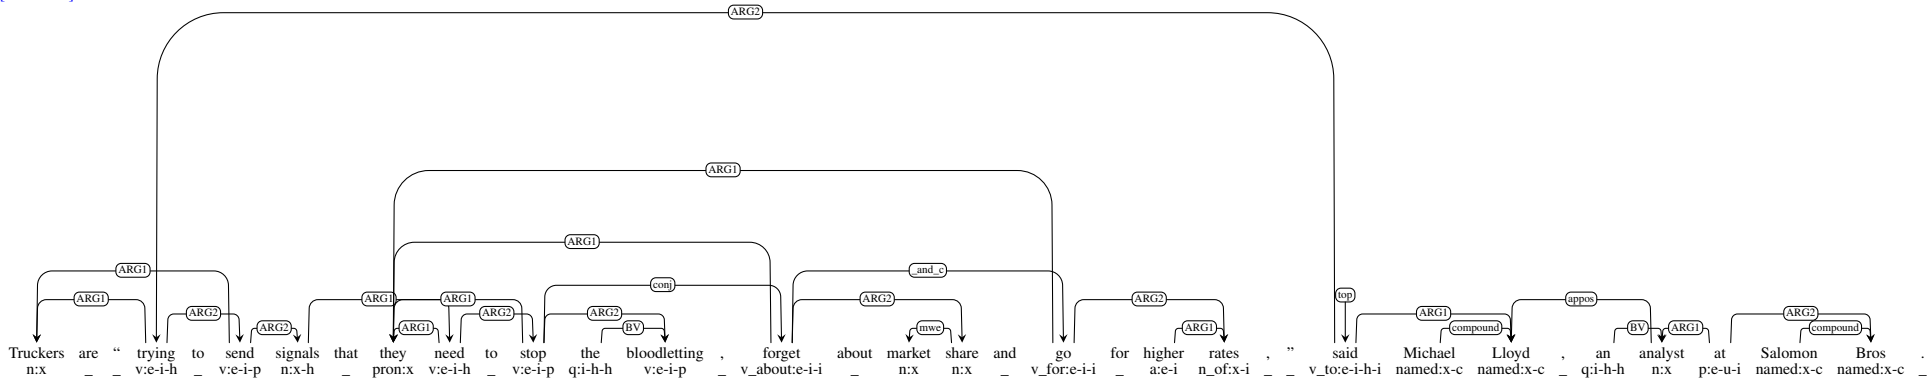 ARG2
ARG1
ARG1
ARG1 _and_c
conj
ARG1 ARG1 ARG1 ARG2 ARG2 top appos
ARG2 ARG2 ARG2 ARG1 ARG2
ARG2 ARG1 BV mwe ARG1 compound BV ARG1 compound
Truckers are “ trying to send signals that they need to stop the bloodletting , forget about market share and go for higher rates , ” said Michael Lloyd , an analyst at Salomon Bros .
n:x _ _ v:e-i-h _ v:e-i-p n:x-h _ pron:x v:e-i-h _ v:e-i-p q:i-h-h v:e-i-p _ v_about:e-i-i _ n:x n:x _ v_for:e-i-i _ a:e-i n_of:x-i _ _ v_to:e-i-h-i named:x-c named:x-c _ q:i-h-h n:x p:e-u-i named:x-c named:x-c _